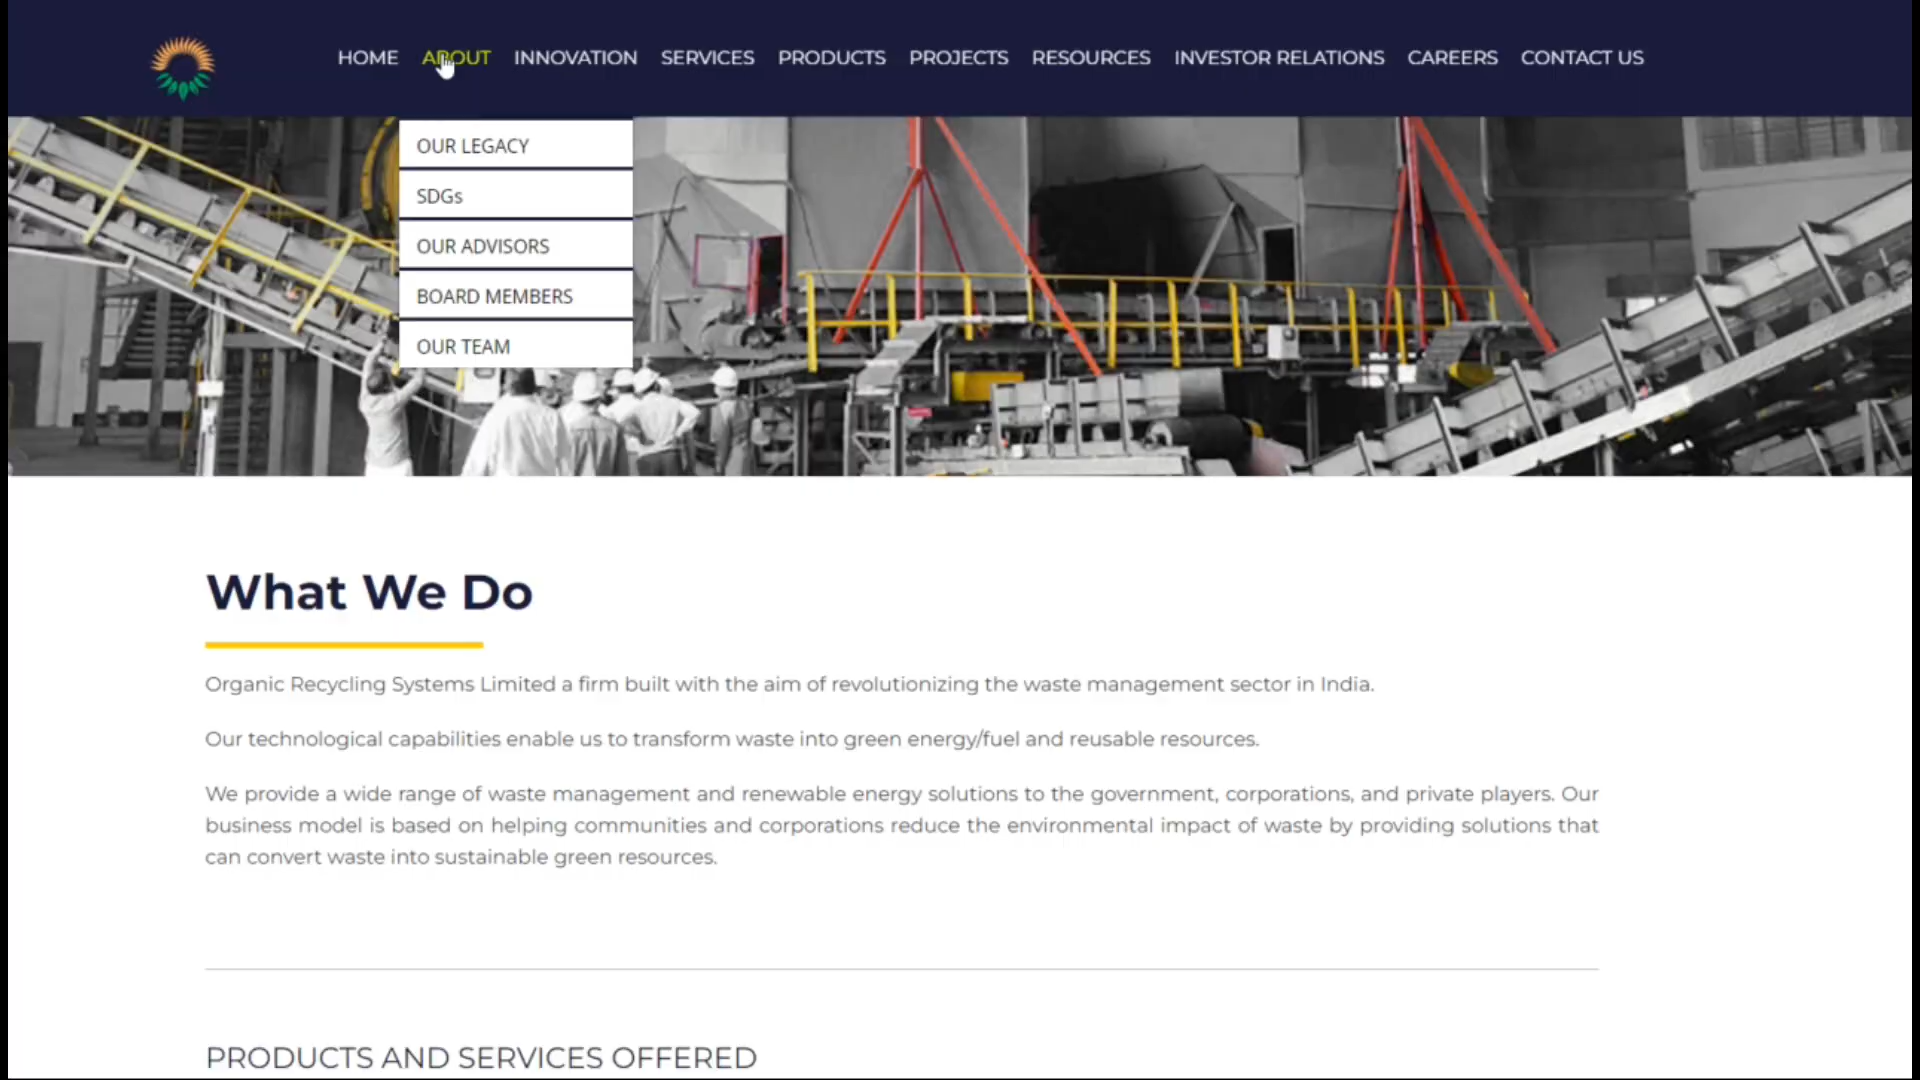 HOME ABOUT INNOVATION SERVICES PRODUCTS PROJECTS RESOURCES INVESTOR RELATIONS CAREERS CONTACT US
OUR LEGACY
SDGs
OUR ADVISORS
BOARD MEMBERS
OUR TEAM
What We Do
Organic Recycling Systems Limited a firm built with the aim of revolutionizing the waste management sector in India.
Our technological capabilities enable us to transform waste into green energy/fuel and reusable resources.
We provide a wide range of waste management and renewable energy solutions to the government, corporations, and private players. Our
business model is based on helping communities and corporations reduce the environmental impact of waste by providing solutions that
can convert waste into sustainable green resources.
PRODUCTS AND SERVICES OFFERED